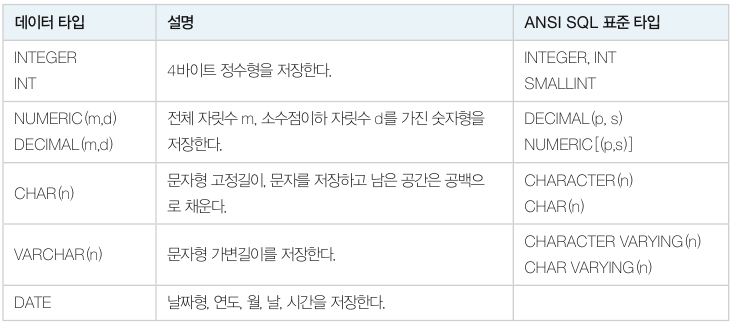 데이터 타입 설명 ANSI SQL 표준 타입
INTEGER
INT
4바이트 정수형을 저장한다.
INTEGER, INT
SMALLINT
NUMERIC(m,d)
DECIMAL(m,d)
전체 자릿수 m, 소수점이하 자릿수 d를 가진 숫자형을
저장한다.
DECIMAL(p, s)
NUMERIC[(p,s)]
CHAR(n)
문자형 고정길이, 문자를 저장하고 남은 공간은 공백으
로 채운다.
CHARACTER(n)
CHAR(n)
VARCHAR(n)
문자형 가변길이를 저장한다.
CHARACTER VARYING(n)
CHAR VARYING(n)
DATE
날짜형, 연도, 월, 날, 시간을 저장한다.